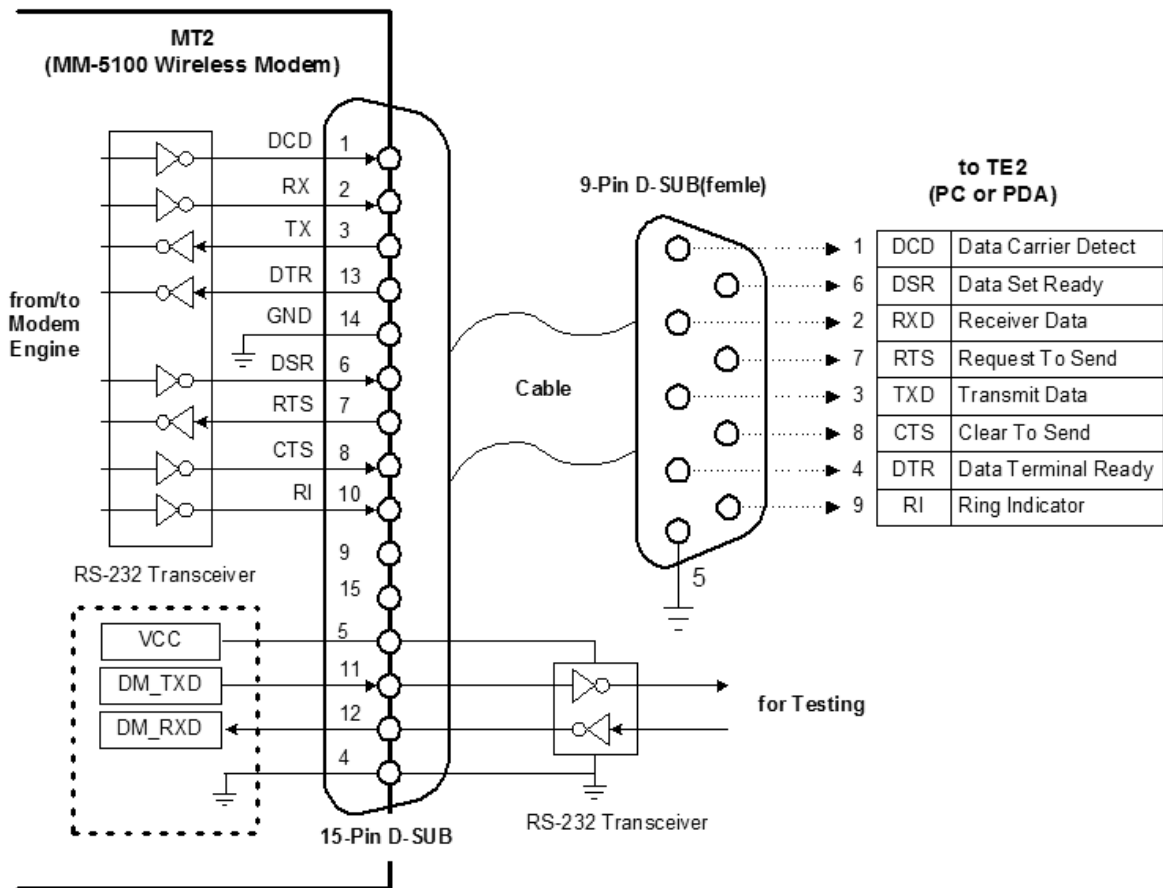 MT2
(MM-5100 Wireless Modem)
DCD 1
RX 2
TX 3
DTR 13
GND 14
DSR 6
RTS 7
CTS 8
RI 10
9
15
from/to
Modem
Engine
RS-232 Transceiver
VCC 5
DM_TXD 11
DM_RXD 12
4
15-Pin D-SUB
Cable
9-Pin D-SUB(femle)
5
to TE2
(PC or PDA)
1 DCD Data Carrier Detect
6 DSR Data Set Ready
2 RXD Receiver Data
7 RTS Request To Send
3 TXD Transmit Data
8 CTS Clear To Send
4 DTR Data Terminal Ready
9 RI Ring Indicator
for Testing
RS-232 Transceiver